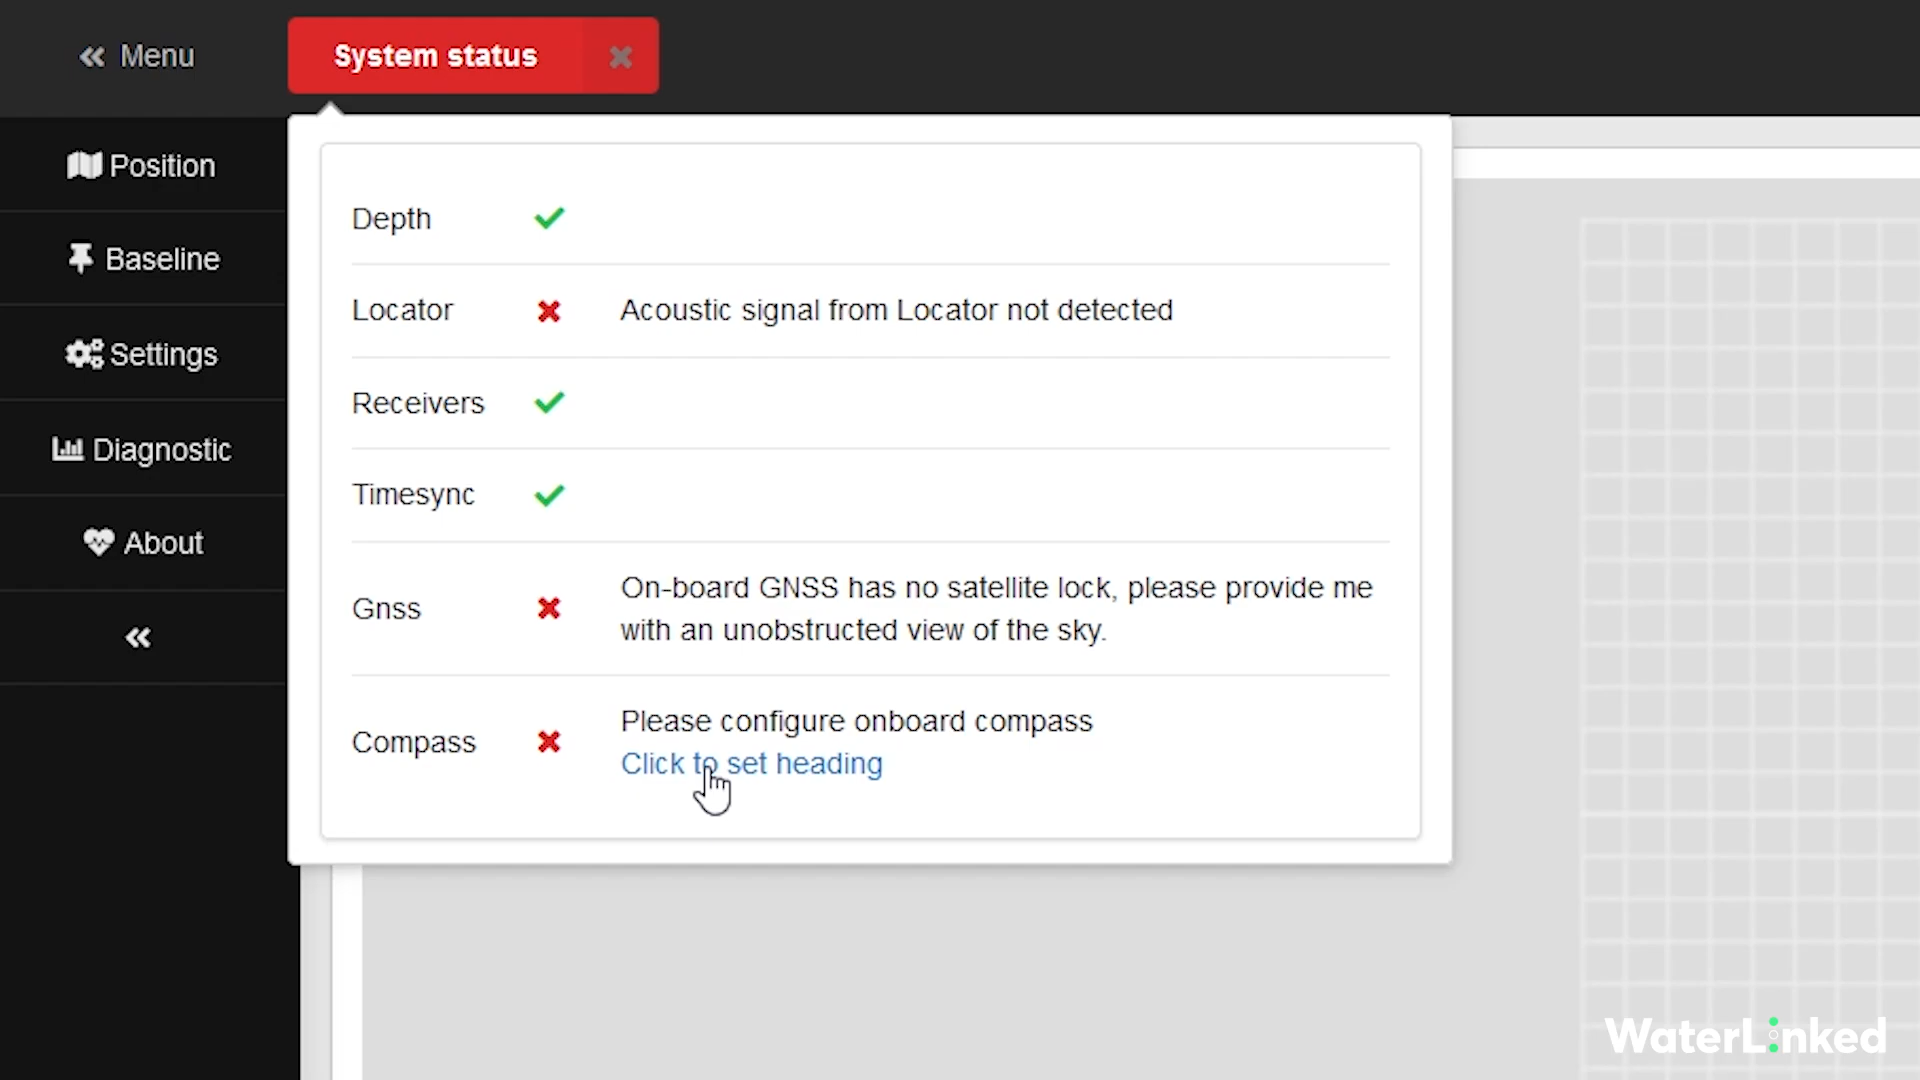 Menu
System status
Position
Baseline
Settings
Diagnostic
About
Depth
Locator
Acoustic signal from Locator not detected
Receivers
Timesync
Gnss
On-board GNSS has no satellite lock, please provide me
with an unobstructed view of the sky.
Compass
Please configure onboard compass
Click to set heading
WaterLinked